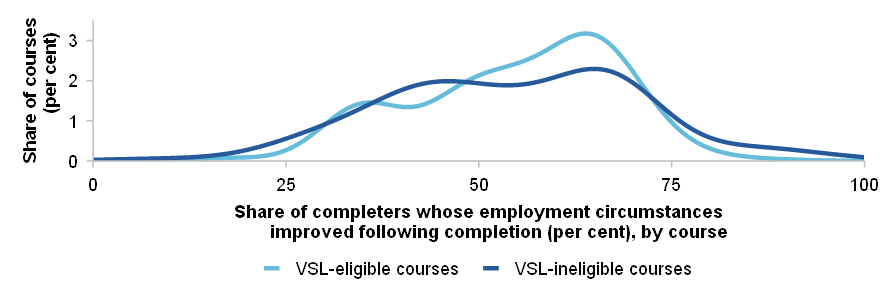 Share of courses
(per cent)
3
2
1
0
0 25 50 75 100
Share of completers whose employment circumstances
improved following completion (per cent), by course
VSL-eligible courses VSL-ineligible courses